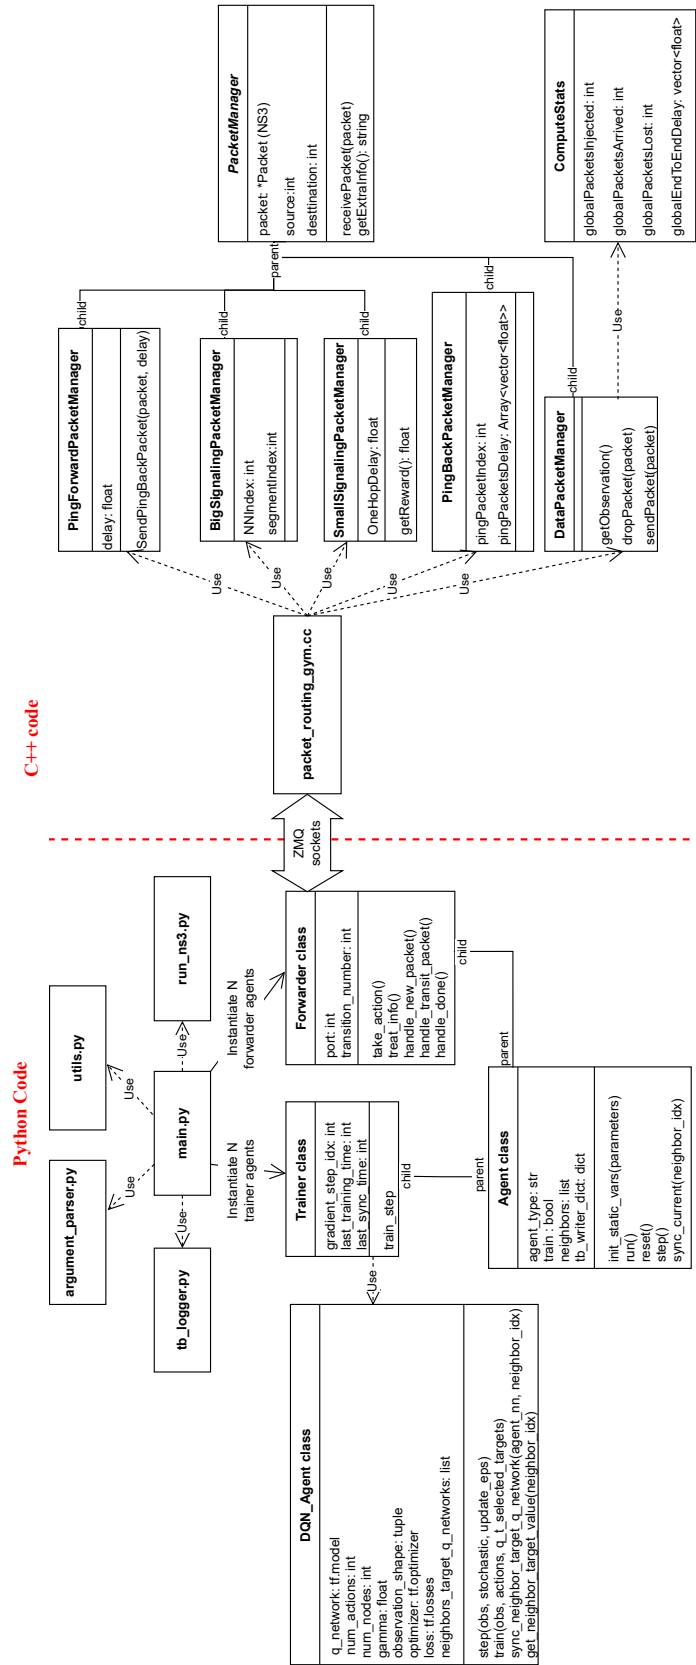 Python Code
C++ code
argument_parser.py
utils.py
Use
Use
tb_logger.py
main.py
run_ns3.py
Use
Use
Instantiate N
trainer agents
Instantiate N
forwarder agents
DQN_Agent class
q_network: tf.model
num_actions: int
num_nodes: int
gamma: float
observation_shape: tuple
optimizer: tf.optimizer
loss: tf.losses
neighbors_target_q_networks: list
step(obs, stochastic, update_eps)
train(obs, actions, q_t_selected_targets)
sync_neighbor_target_q_network(agent_nn, neighbor_idx)
get_neighbor_target_value(neighbor_idx)
Use
Trainer class
gradient_step_idx: int
last_training_time: int
last_sync_time: int
train_step
child
parent
Forwarder class
port: int
transition_number: int
take_action()
treat_info()
handle_new_packet()
handle_transit_packet()
handle_done()
child
parent
Agent class
agent_type: str
train : bool
neighbors: list
tb_writer_dict: dict
init_static_vars(parameters)
run()
reset()
step()
sync_current(neighbor_idx)
ZMQ
sockets
packet_routing_gym.cc
Use
Use
Use
Use
Use
PingForwardPacketManager
delay: float
SendPingBackPacket(packet, delay)
child
BigSignalingPacketManager
NNIndex: int
segmentIndex:int
child
SmallSignalingPacketManager
OneHopDelay: float
getReward(): float
child
PingBackPacketManager
pingPacketIndex: int
pingPacketsDelay: Array<vector<float>>
child
DataPacketManager
getObservation()
dropPacket(packet)
sendPacket(packet)
child
parent
Use
PacketManager
packet: *Packet (NS3)
source:int
desttination: int
receivePacket(packet)
getExtraInfo(): string
ComputeStats
globalPacketsInjected: int
globalPacketsArrived: int
globalPacketsLost: int
globalEndToEndDelay: vector<float>